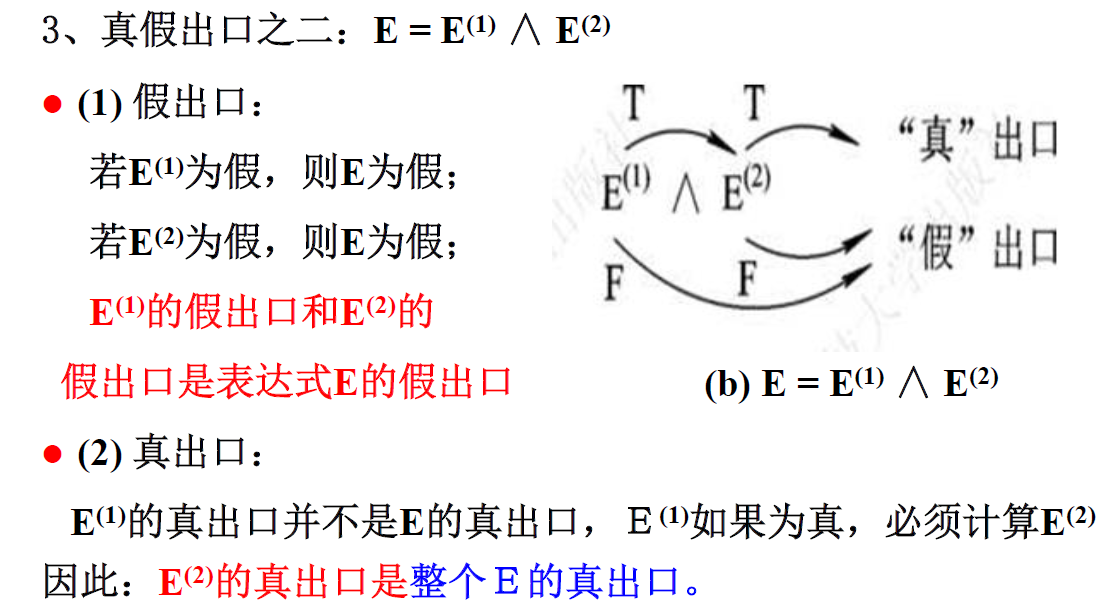 3、真假出口之二：E = E(1) ∧ E(2)
(1) 假出口：
若E(1)为假，则E为假；
若E(2)为假，则E为假；
E(1)的假出口和E(2)的
假出口是表达式E的假出口
T T
“真” 出口
E(1) ∧ E(2)
“假” 出口
F F
(b) E = E(1) ∧ E(2)
(2) 真出口：
E(1)的真出口并不是E的真出口，Ｅ(1)如果为真，必须计算E(2)
因此：E(2)的真出口是整个Ｅ的真出口。